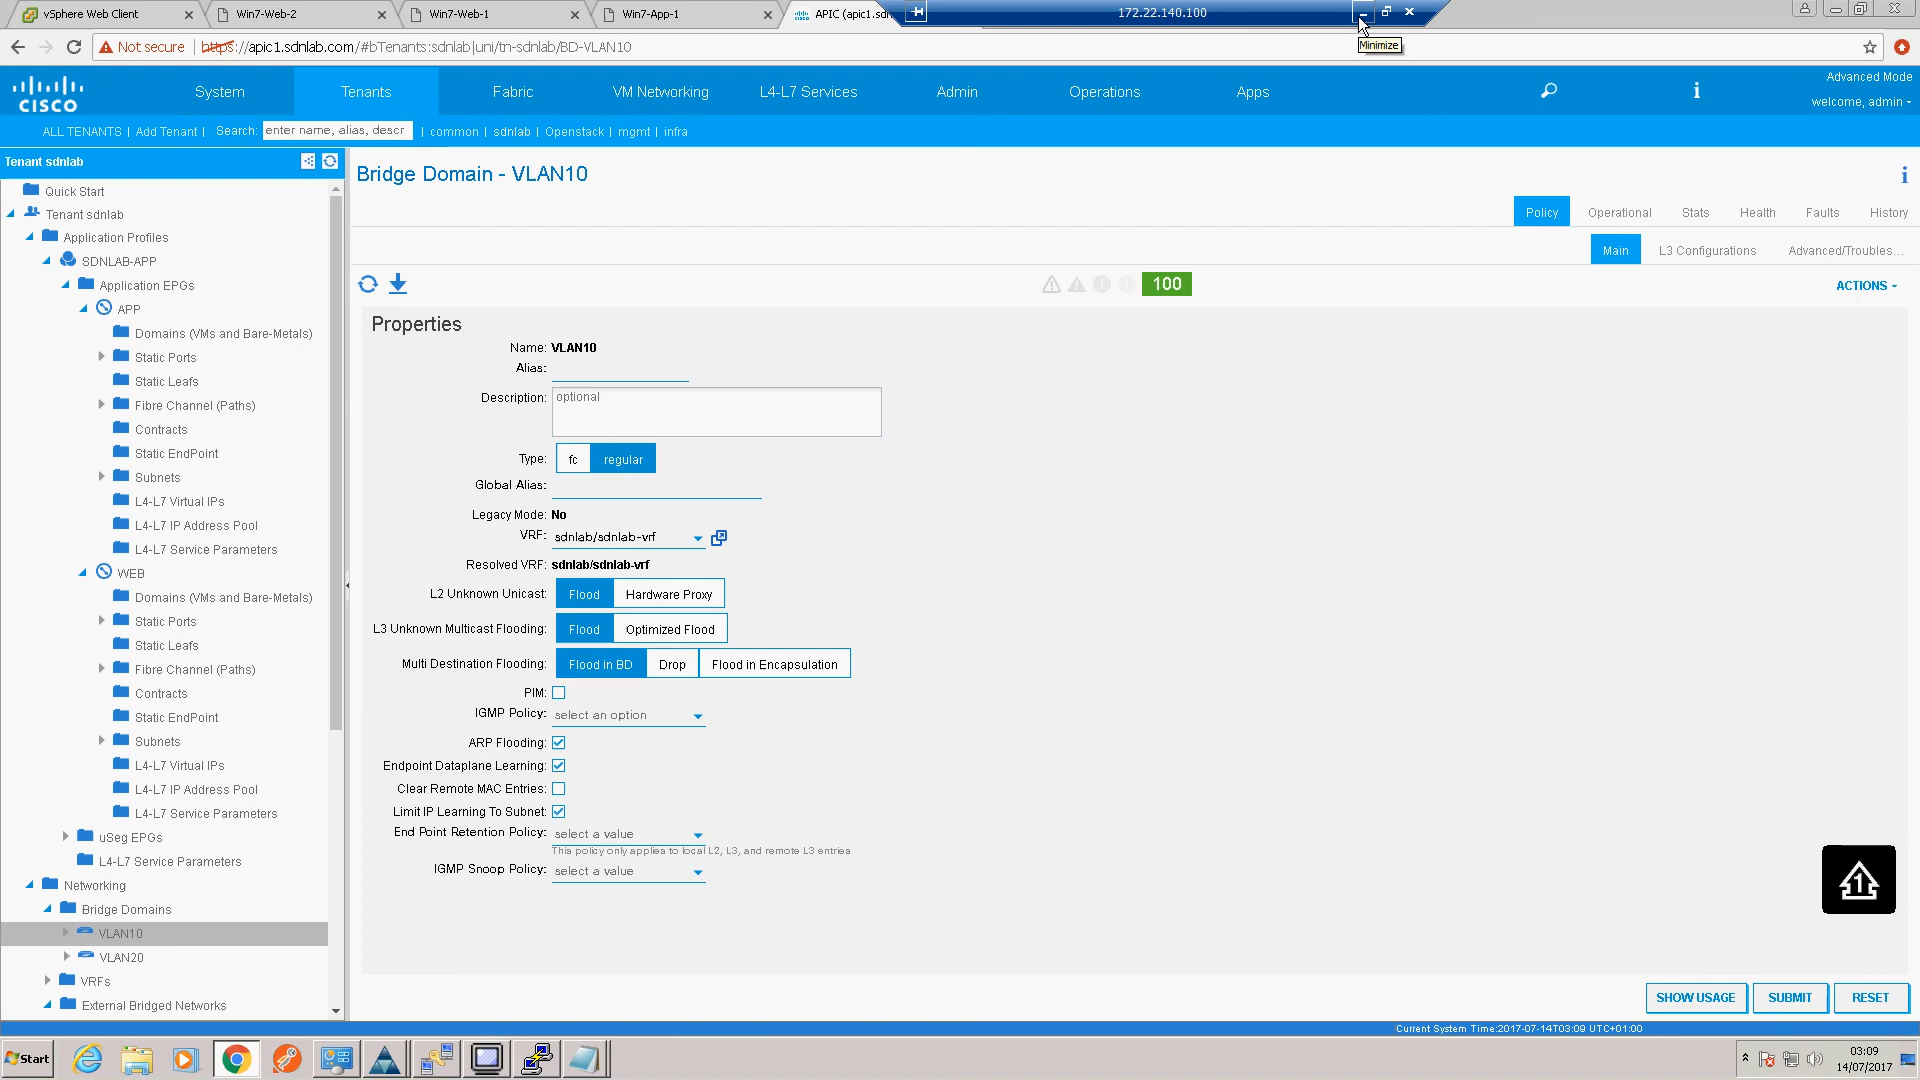 vSphere Web Client
Win7-Web-2
Win7-Web-1
Win7-App-1
APIC (apic1.sdn
172.22.140.100
Minimize
Not secure
https://apic1.sdnlab.com/#bTenants:sdnlab|uni/tn-sdnlab/BD-VLAN10
CISCO
System
Tenants
Fabric
VM Networking
L4-L7 Services
Admin
Operations
Apps
Advanced Mode
welcome, admin
ALL TENANTS | Add Tenant | Search: enter name, alias, descr | common | sdnlab | Openstack | mgmt | infra
Tenant sdnlab
Quick Start
Tenant sdnlab
Application Profiles
SDNLAB-APP
Application EPGs
APP
Domains (VMs and Bare-Metals)
Static Ports
Static Leafs
Fibre Channel (Paths)
Contracts
Static EndPoint
Subnets
L4-L7 Virtual IPs
L4-L7 IP Address Pool
L4-L7 Service Parameters
WEB
Domains (VMs and Bare-Metals)
Static Ports
Static Leafs
Fibre Channel (Paths)
Contracts
Static EndPoint
Subnets
L4-L7 Virtual IPs
L4-L7 IP Address Pool
L4-L7 Service Parameters
uSeg EPGs
L4-L7 Service Parameters
Networking
Bridge Domains
VLAN10
VLAN20
VRFs
External Bridged Networks
Bridge Domain - VLAN10
i
Policy
Operational
Stats
Health
Faults
History
Main
L3 Configurations
Advanced/Troubles...
100
ACTIONS
Properties
Name: VLAN10
Alias:
Description: optional
Type: fc regular
Global Alias:
Legacy Mode: No
VRF: sdnlab/sdnlab-vrf
Resolved VRF: sdnlab/sdnlab-vrf
L2 Unknown Unicast: Flood Hardware Proxy
L3 Unknown Multicast Flooding: Flood Optimized Flood
Multi Destination Flooding: Flood in BD Drop Flood in Encapsulation
PIM:
IGMP Policy: select an option
ARP Flooding:
Endpoint Dataplane Learning:
Clear Remote MAC Entries:
Limit IP Learning To Subnet:
End Point Retention Policy: select a value
This policy only applies to local L2, L3, and remote L3 entries
IGMP Snoop Policy: select a value
1
SHOW USAGE
SUBMIT
RESET
Current System Time:2017-07-14T03:09 UTC+01:00
Start
03:09
14/07/2017